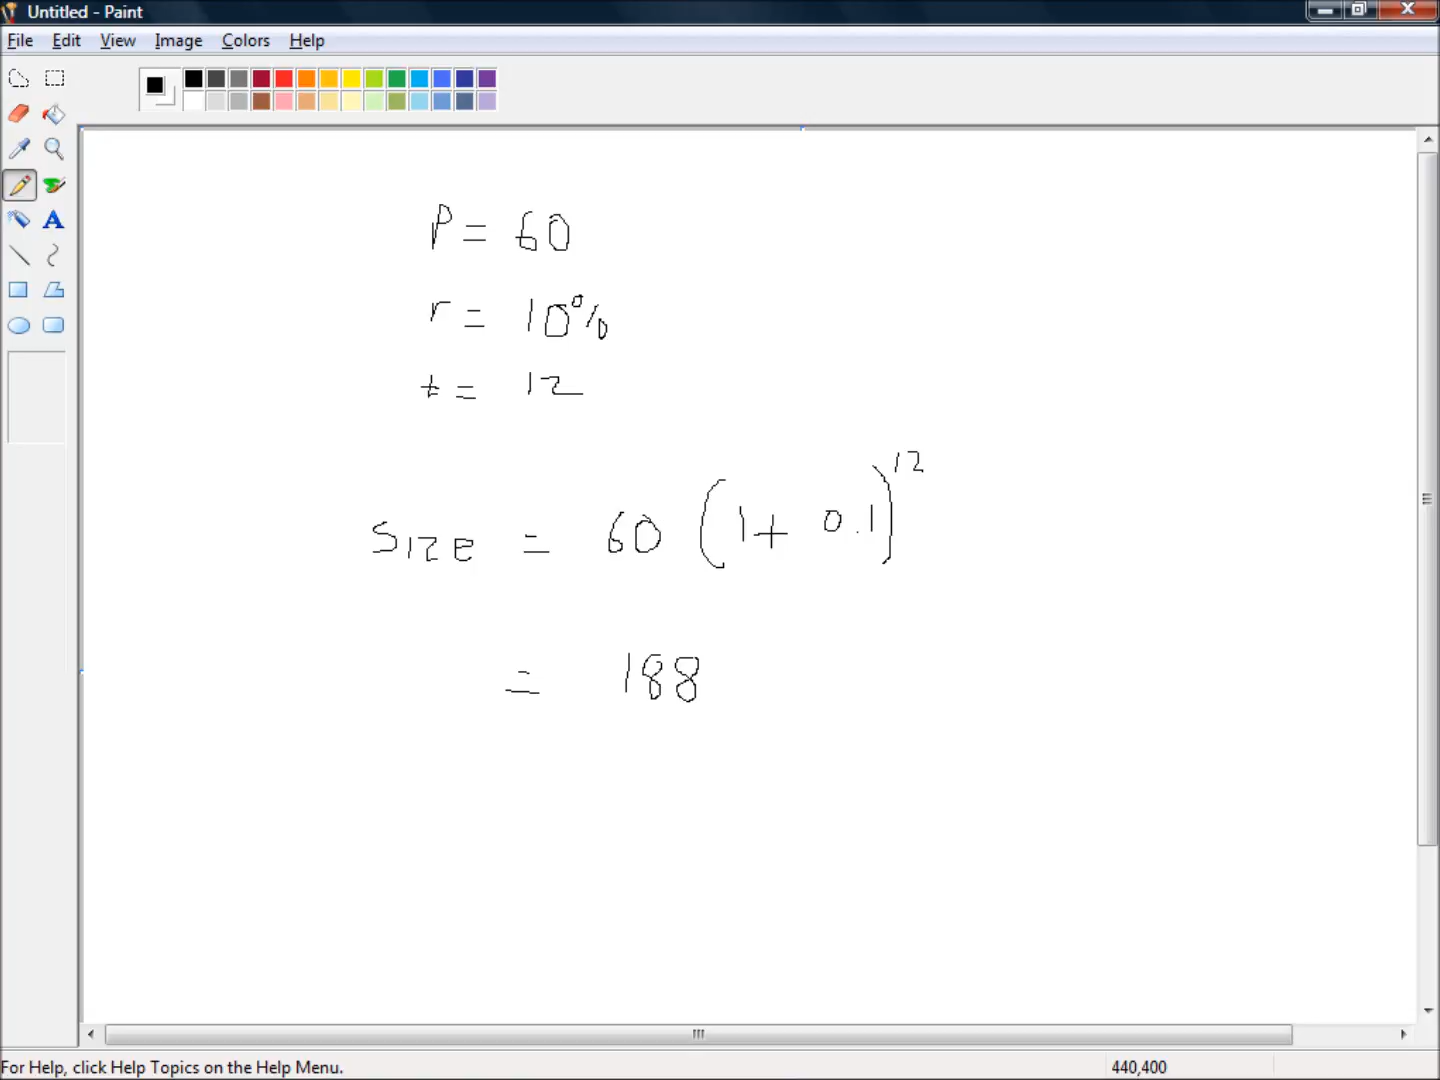 Untitled - Paint
File Edit View Image Colors Help
P = 60
r = 10%
t = 12
SIZE = 60 (1 + 0.1)^12
= 188
For Help, click Help Topics on the Help Menu.
440,400